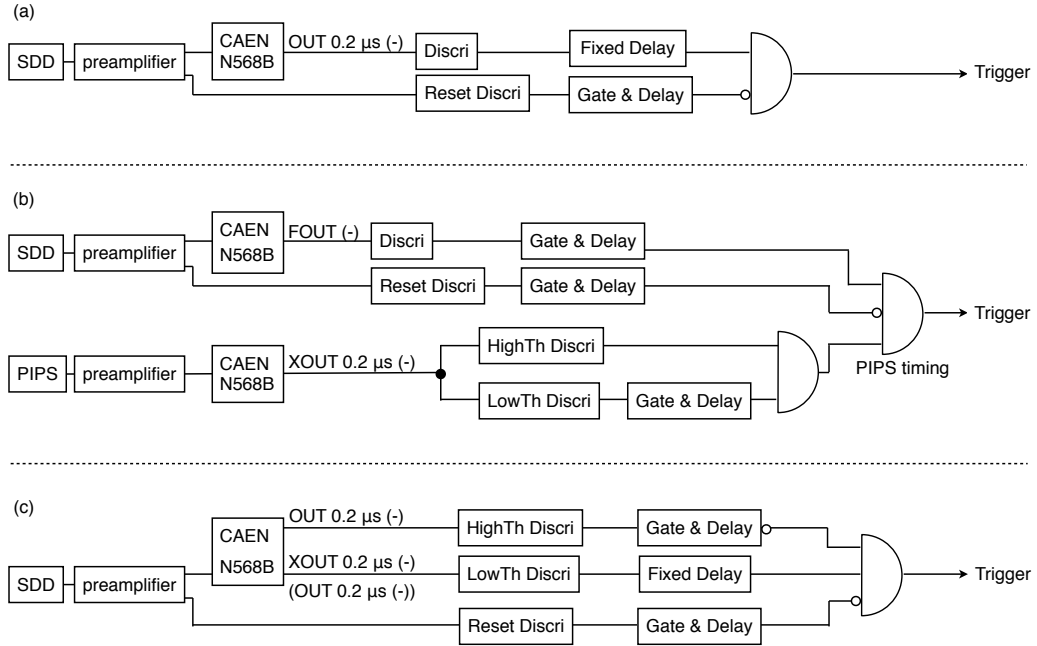 (a)
SDD
preamplifier
CAEN
N568B
OUT 0.2 μs (-)
Discri
Fixed Delay
Reset Discri
Gate & Delay
Trigger
(b)
SDD
preamplifier
CAEN
N568B
FOUT (-)
Discri
Gate & Delay
Reset Discri
Gate & Delay
Trigger
PIPS
preamplifier
CAEN
N568B
XOUT 0.2 μs (-)
HighTh Discri
LowTh Discri
Gate & Delay
PIPS timing
(c)
SDD
preamplifier
CAEN
N568B
OUT 0.2 μs (-)
HighTh Discri
Gate & Delay
XOUT 0.2 μs (-)
(OUT 0.2 μs (-))
LowTh Discri
Fixed Delay
Reset Discri
Gate & Delay
Trigger